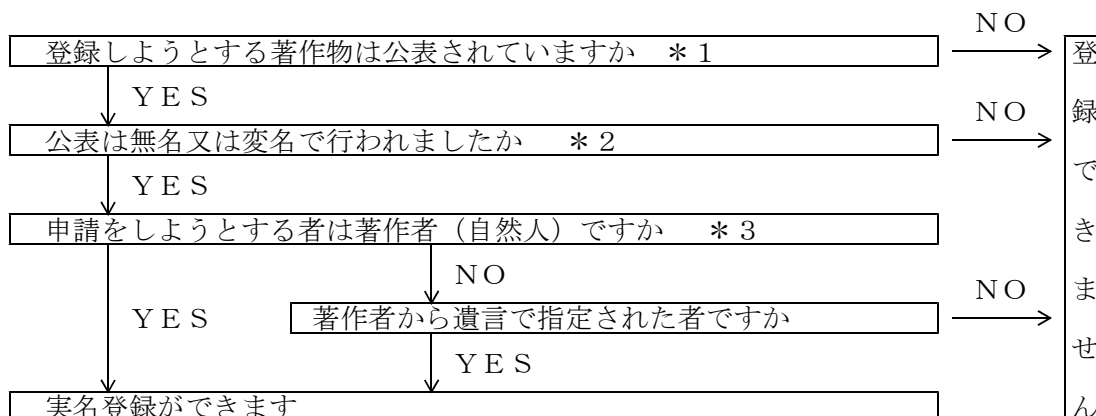 ＮＯ
登録しようとする著作物は公表されていますか　＊１
ＹＥＳ
ＮＯ
公表は無名又は変名で行われましたか　＊２
ＹＥＳ
申請をしようとする者は著作者（自然人）ですか　＊３
ＮＯ
ＮＯ
ＹＥＳ
著作者から遺言で指定された者ですか
ＹＥＳ
実名登録ができます
登録できません